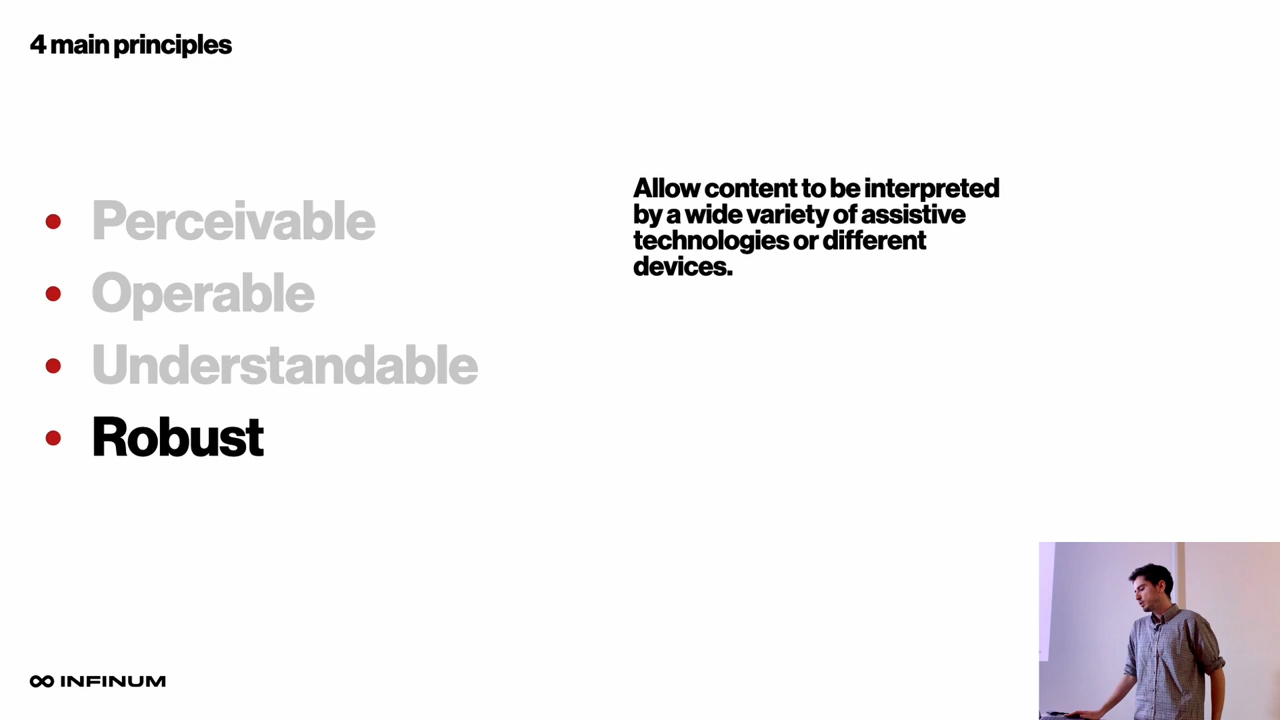 4 main principles
Perceivable
Operable
Understandable
Robust
Allow content to be interpreted
by a wide variety of assistive
technologies or different
devices.
INFINUM